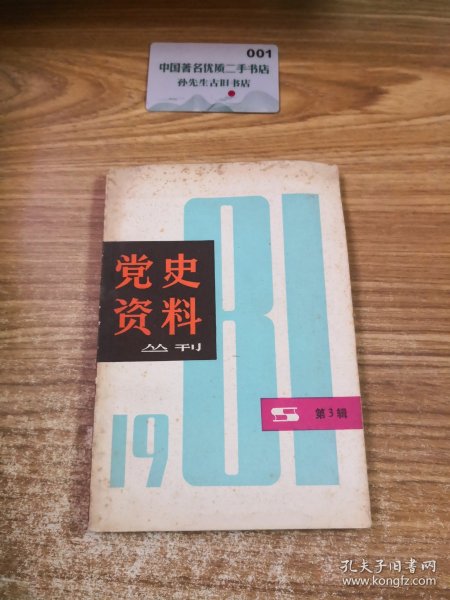 001
中国著名优质二手书店
孙先生古旧书店
党史
资料
丛刊
1981
第3辑
孔夫子旧书网
www.kongfz.com